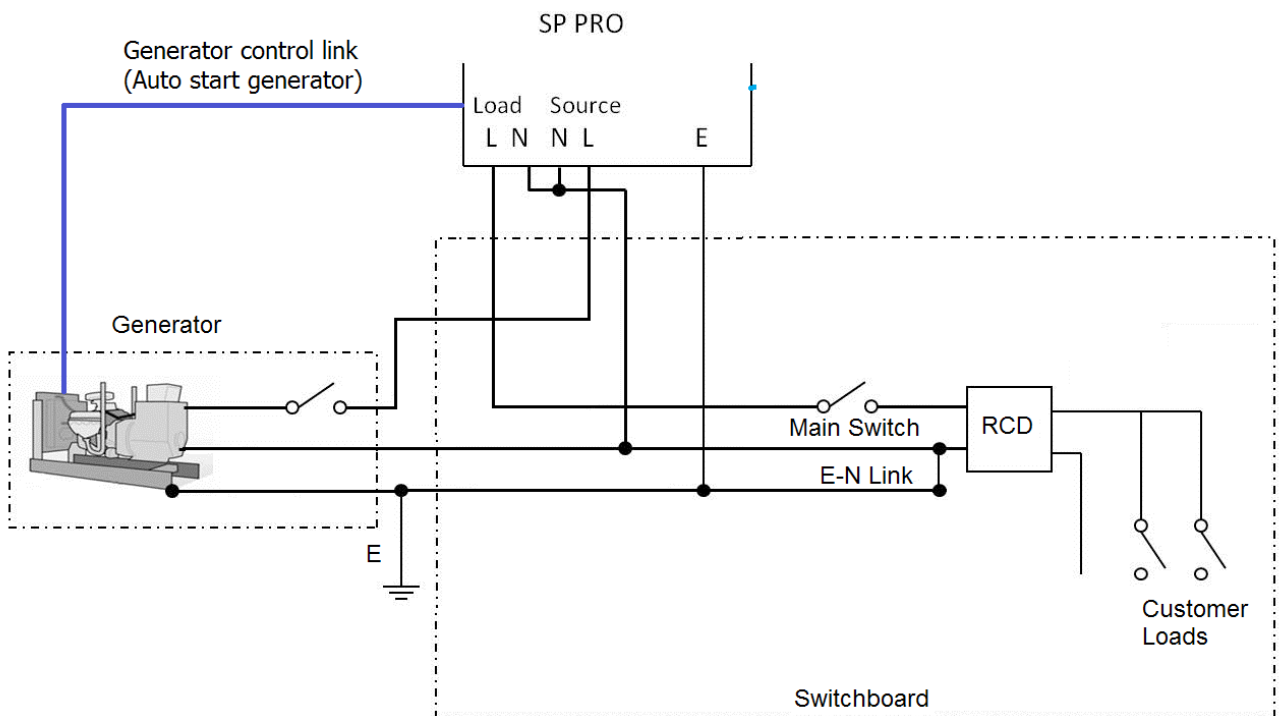 SP PRO
Generator control link
(Auto start generator)
Load Source
L N N L E
Generator
Main Switch
RCD
E-N Link
E
Customer
Loads
Switchboard